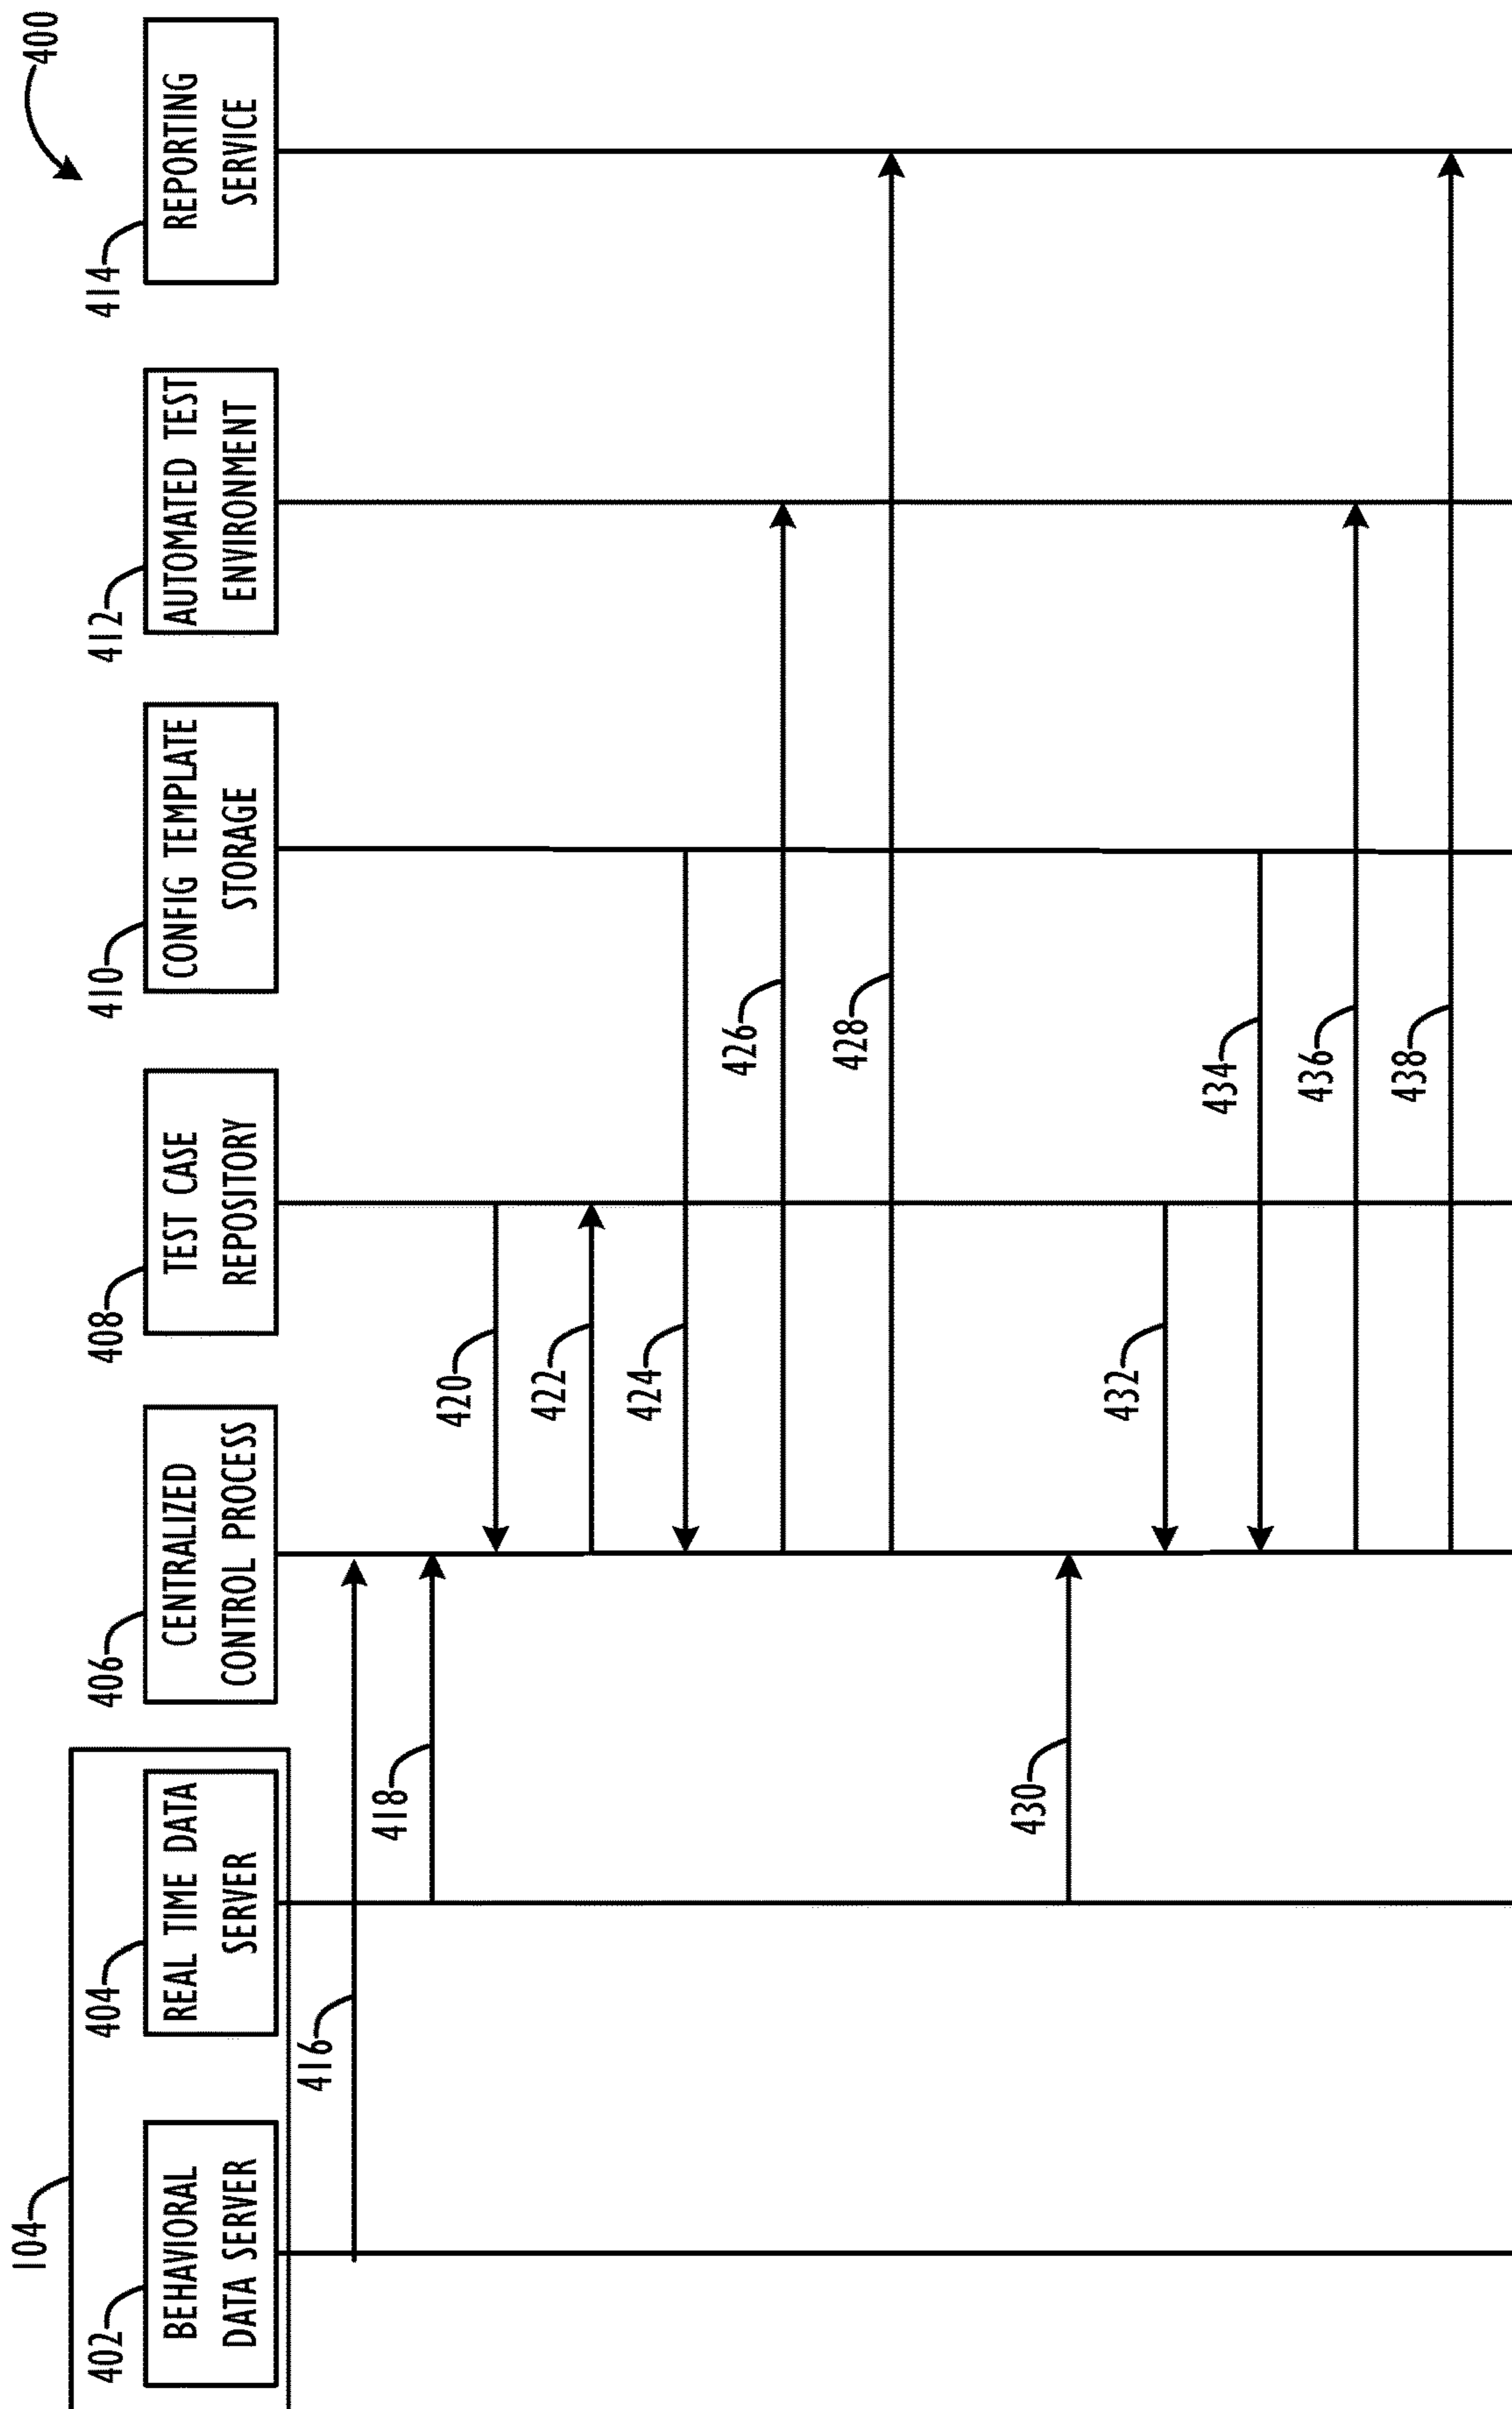 400
104
402
BEHAVIORAL
DATA SERVER
404
REAL TIME DATA
SERVER
406
CENTRALIZED
CONTROL PROCESS
408
TEST CASE
REPOSITORY
410
CONFIG TEMPLATE
STORAGE
412
AUTOMATED TEST
ENVIRONMENT
414
REPORTING
SERVICE
416
418
420
422
424
426
428
430
432
434
436
438